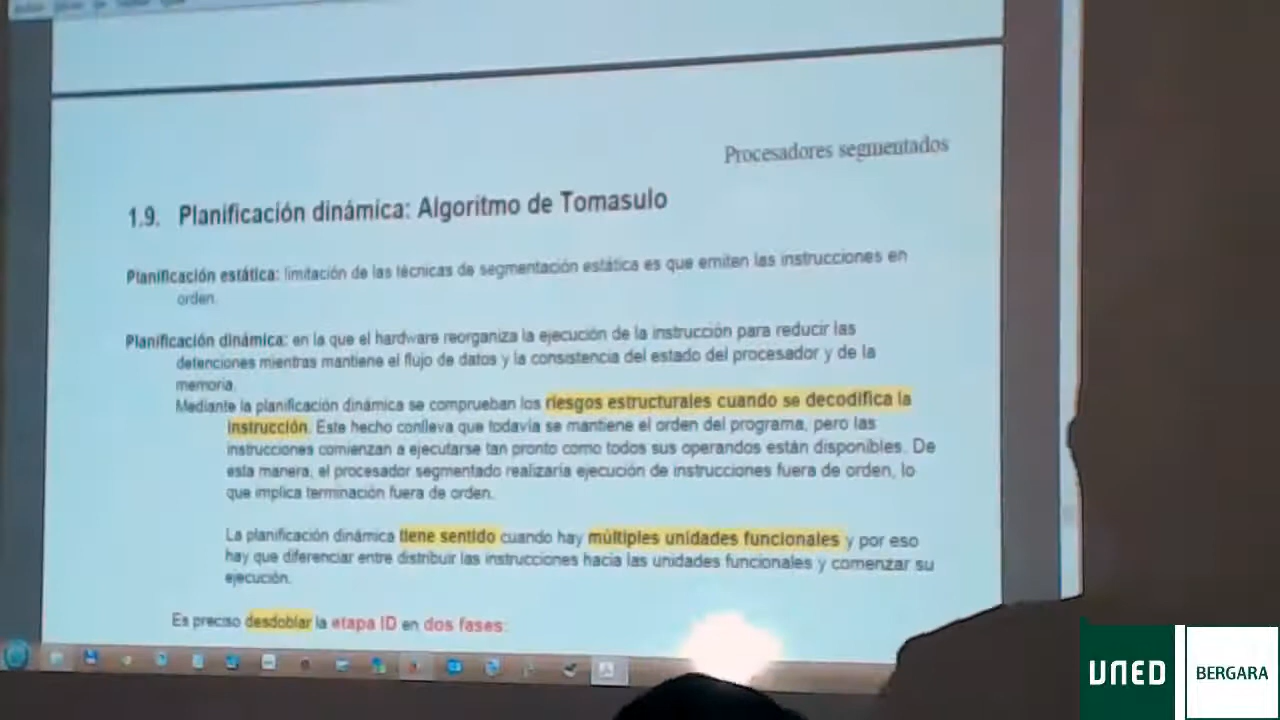 Procesadores segmentados
1.9. Planificación dinámica: Algoritmo de Tomasulo
Planificación estática: limitación de las técnicas de segmentación estática es que emiten las instrucciones en
orden.
Planificación dinámica: en la que el hardware reorganiza la ejecución de la instrucción para reducir las
detenciones mientras mantiene el flujo de datos y la consistencia del estado del procesador y de la
memoria.
Mediante la planificación dinámica se comprueban los riesgos estructurales cuando se decodifica la
instrucción. Este hecho conlleva que todavía se mantiene el orden del programa, pero las
instrucciones comienzan a ejecutarse tan pronto como todos sus operandos están disponibles. De
esta manera, el procesador segmentado realizaría ejecución de instrucciones fuera de orden, lo
que implica terminación fuera de orden.
La planificación dinámica tiene sentido cuando hay múltiples unidades funcionales y por eso
hay que diferenciar entre distribuir las instrucciones hacia las unidades funcionales y comenzar su
ejecución.
Es preciso desdoblar la etapa ID en dos fases:
UNED BERGARA